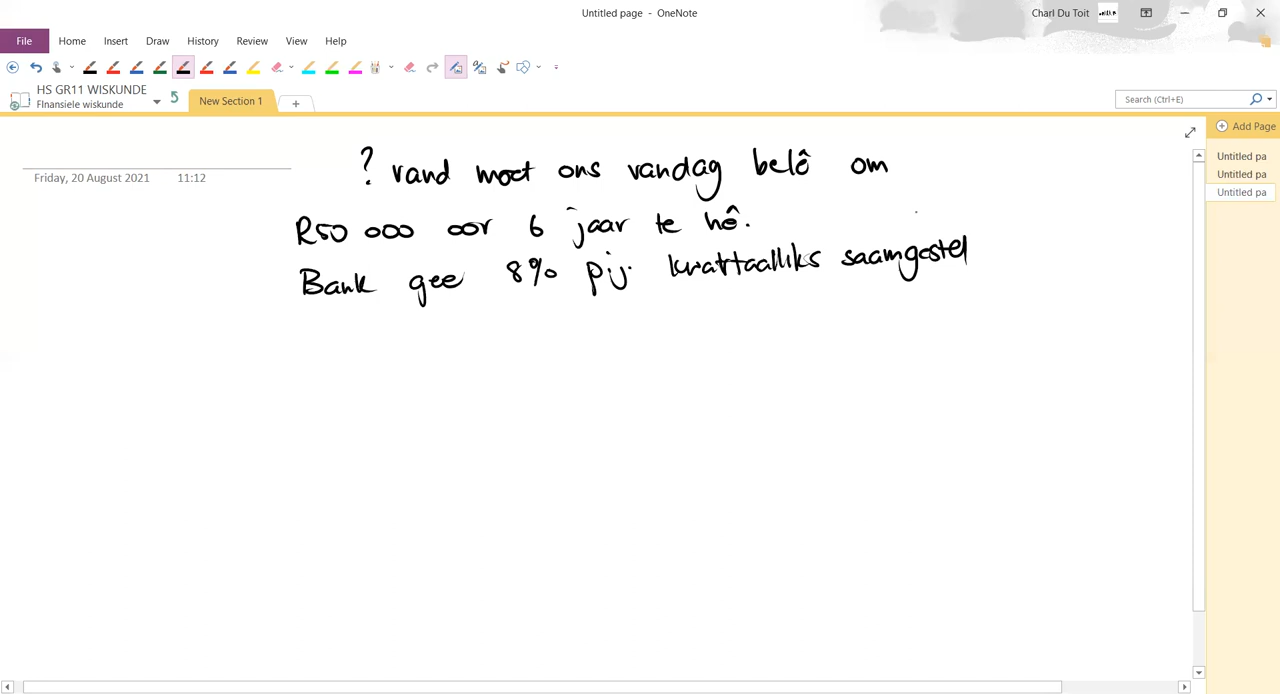 Untitled page - OneNote
Charl Du Toit
File Home Insert Draw History Review View Help
HS GR11 WISKUNDE
FInansiele wiskunde
New Section 1
Search (Ctrl+E)
Add Page
Untitled pa
Untitled pa
Untitled pa
Friday, 20 August 2021 11:12
? rand moet ons vandag belê om
R50 000 oor 6 jaar te hê.
Bank gee 8% p.j. kwartaalliks saamgestel